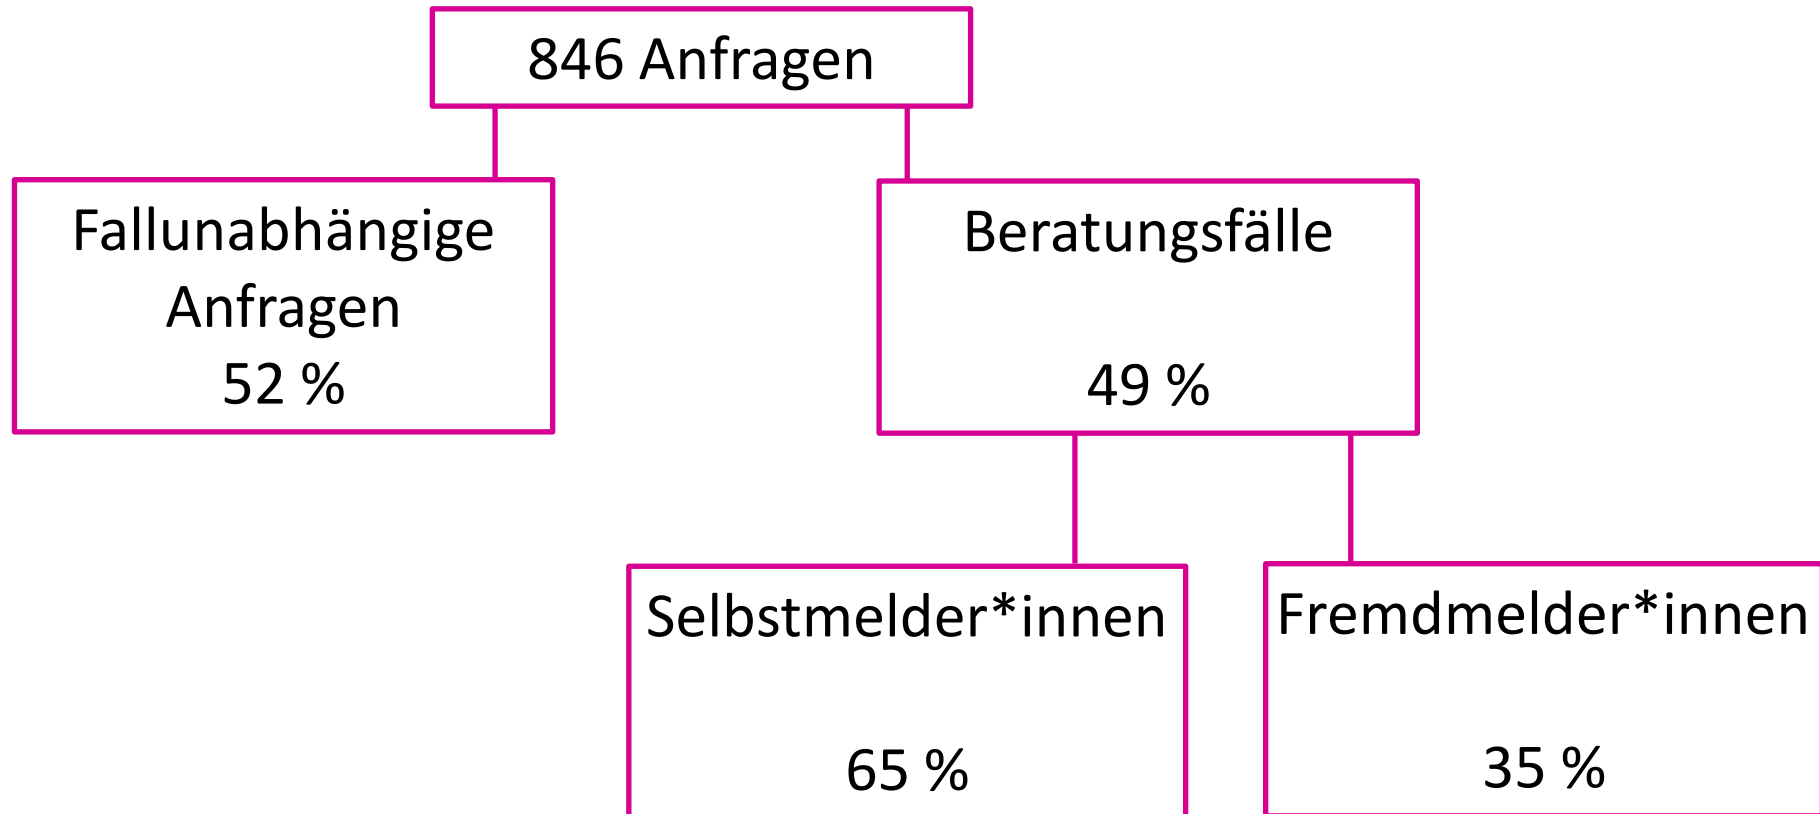 846 Anfragen
Fallunabhängige
Anfragen
52 %
Beratungsfälle
49 %
Selbstmelder*innen
65 %
Fremdmelder*innen
35 %